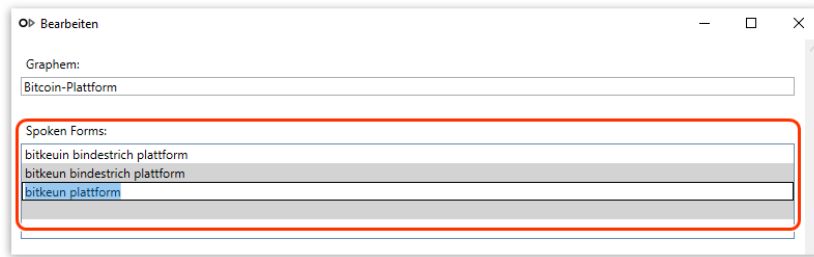 Bearbeiten
Graphem:
Bitcoin-Plattform
Spoken Forms:
bitkeuin bindestrich plattform
bitkeun bindestrich plattform
bitkeun plattform